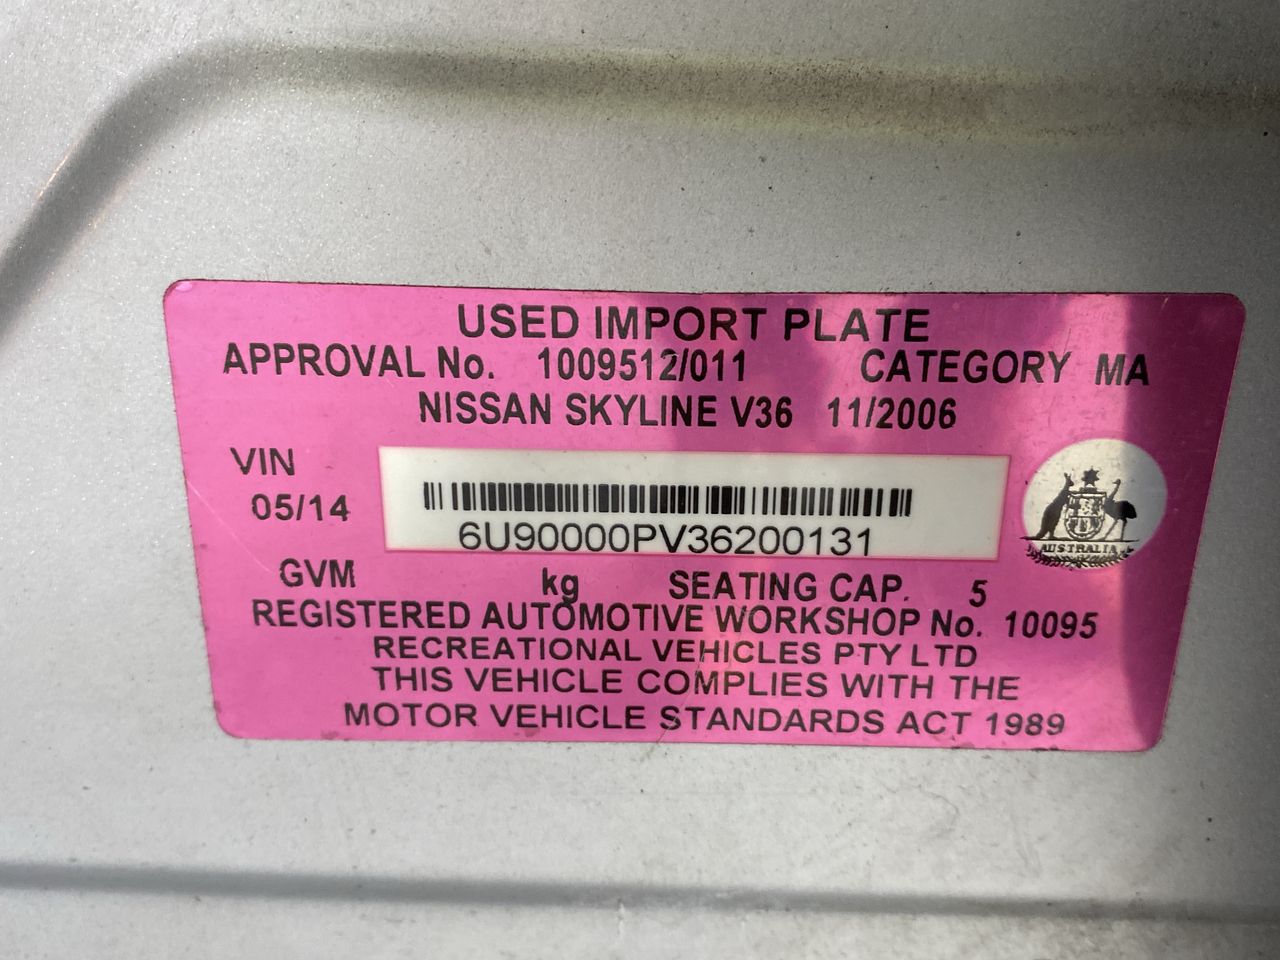 USED IMPORT PLATE
APPROVAL No. 1009512/011 CATEGORY MA
NISSAN SKYLINE V36 11/2006
VIN
05/14
6U90000PV36200131
AUSTRALIA
GVM kg SEATING CAP. 5
REGISTERED AUTOMOTIVE WORKSHOP No. 10095
RECREATIONAL VEHICLES PTY LTD
THIS VEHICLE COMPLIES WITH THE
MOTOR VEHICLE STANDARDS ACT 1989